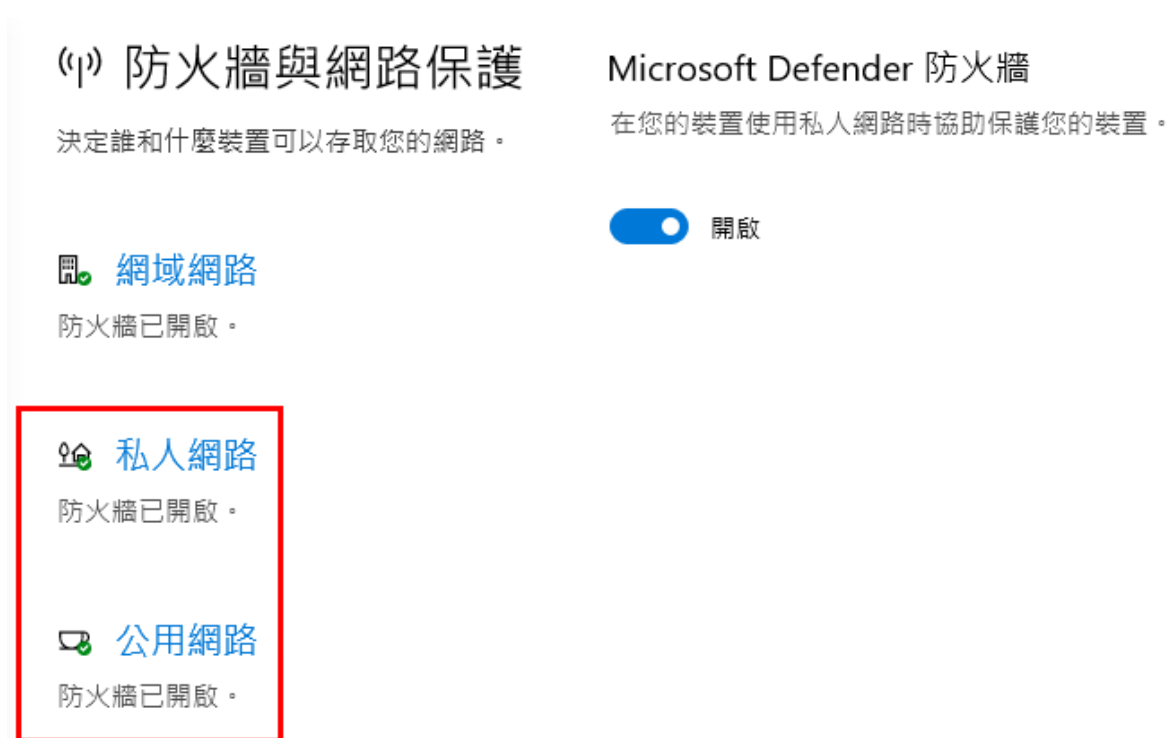 防火牆與網路保護
決定誰和什麼裝置可以存取您的網路。
網域網路
防火牆已開啟。
私人網路
防火牆已開啟。
公用網路
防火牆已開啟。
Microsoft Defender 防火牆
在您的裝置使用私人網路時協助保護您的裝置。
開啟